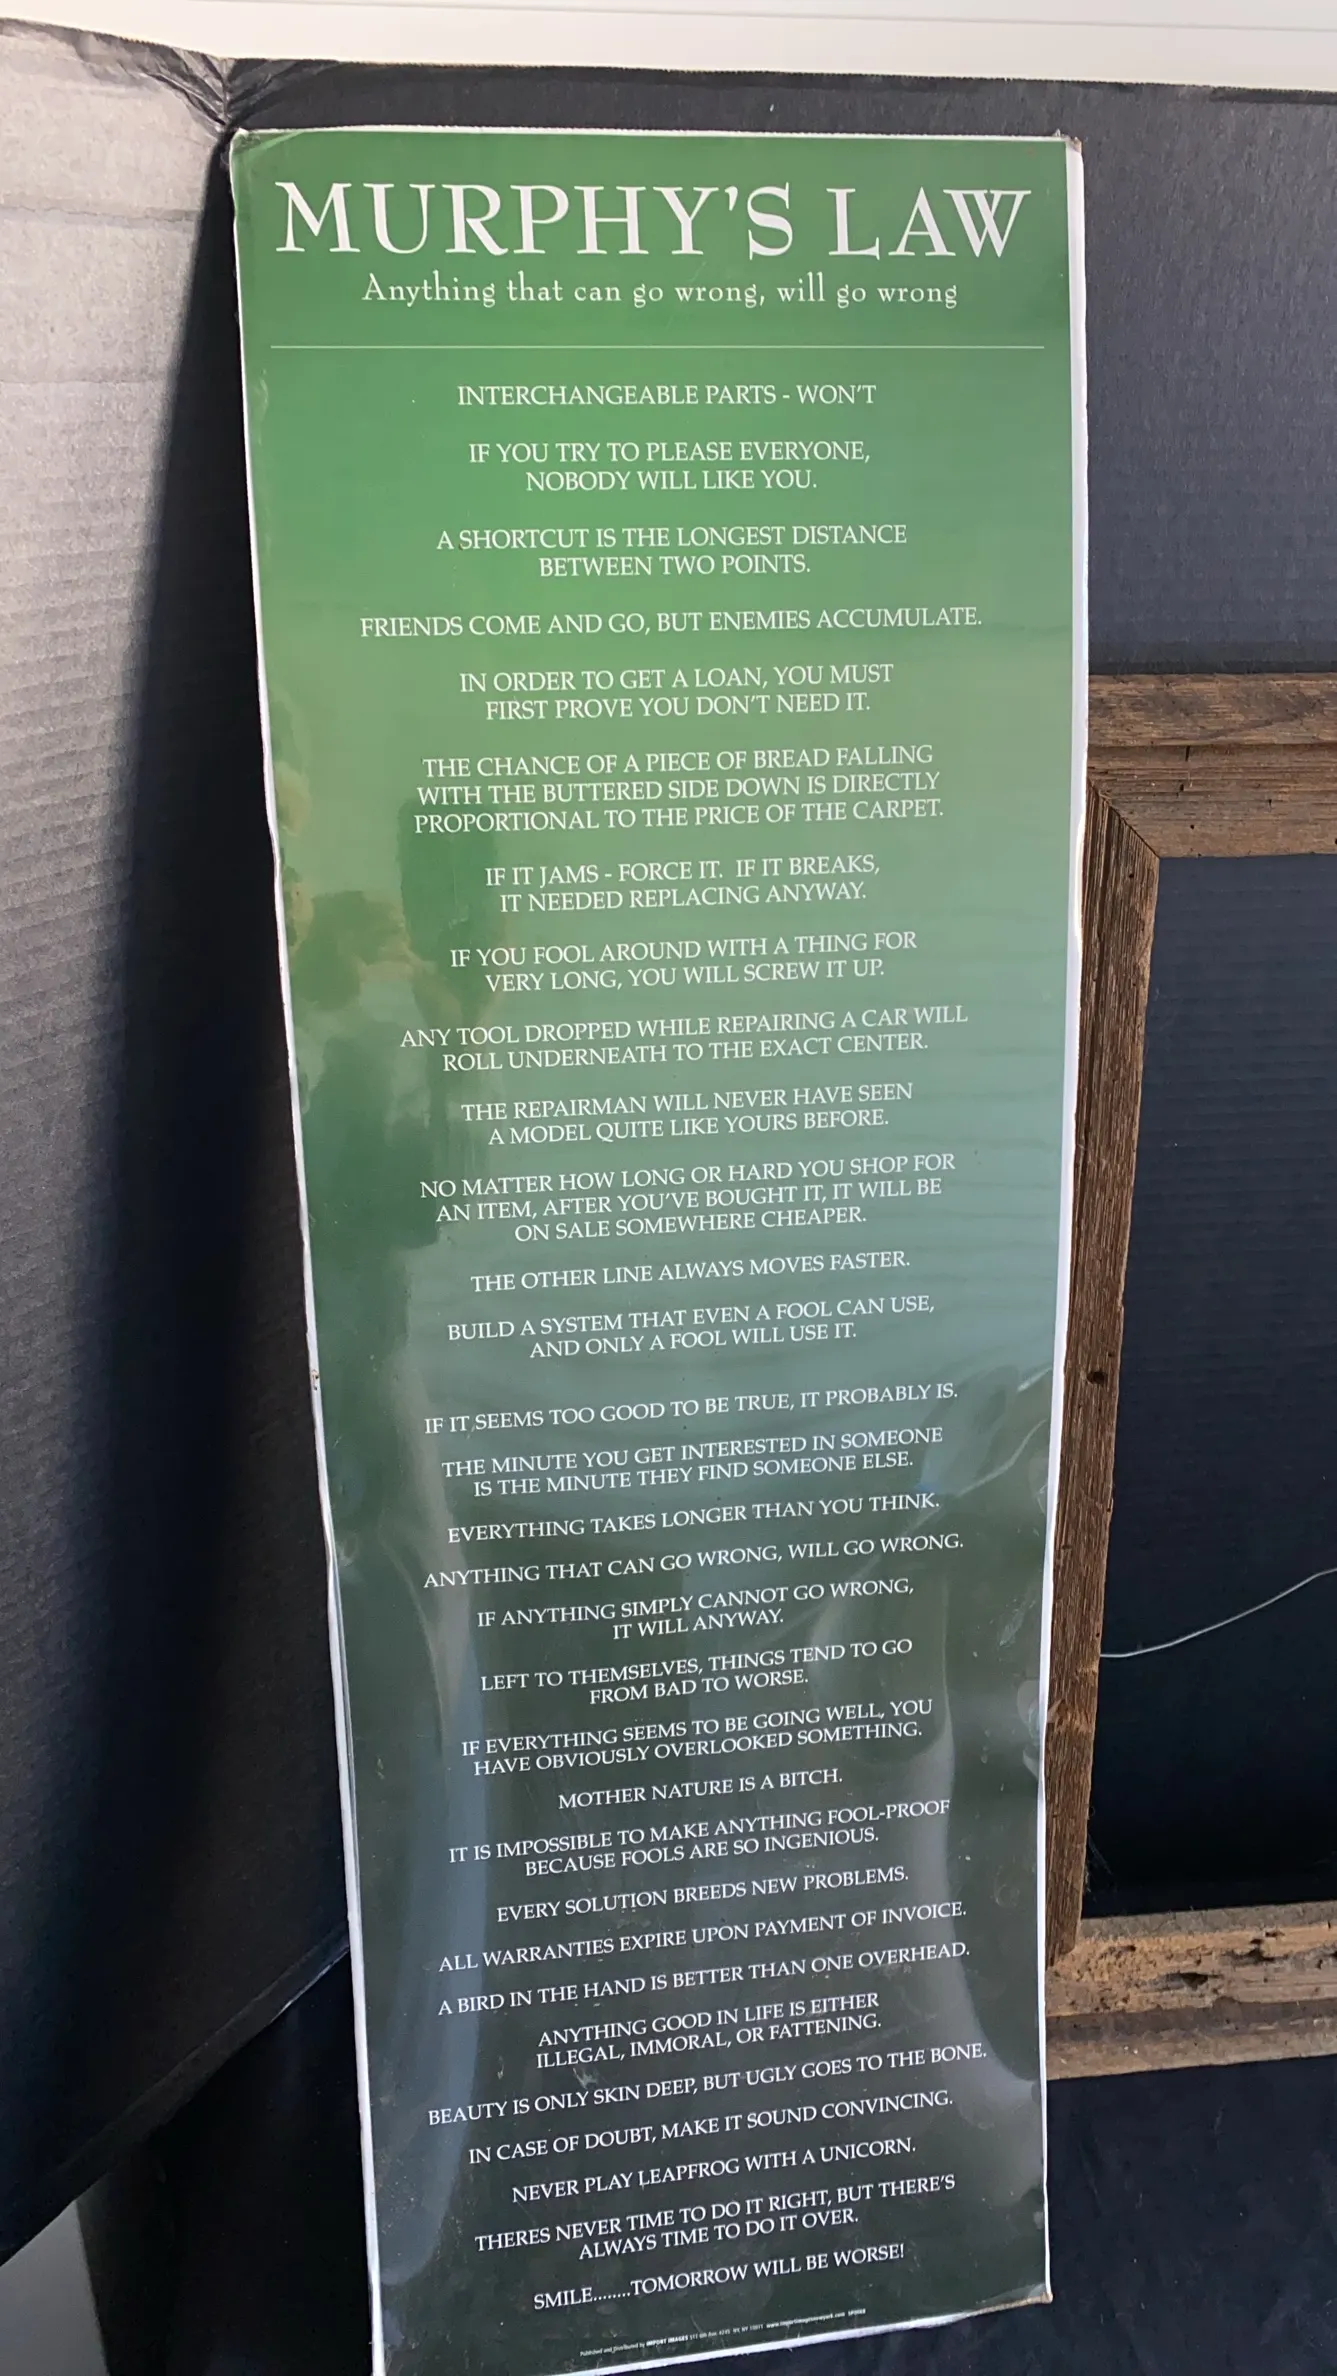 MURPHY'S LAW
Anything that can go wrong, will go wrong
INTERCHANGEABLE PARTS - WON'T
IF YOU TRY TO PLEASE EVERYONE,
NOBODY WILL LIKE YOU.
A SHORTCUT IS THE LONGEST DISTANCE
BETWEEN TWO POINTS.
FRIENDS COME AND GO, BUT ENEMIES ACCUMULATE.
IN ORDER TO GET A LOAN, YOU MUST
FIRST PROVE YOU DON'T NEED IT.
THE CHANCE OF A PIECE OF BREAD FALLING
WITH THE BUTTERED SIDE DOWN IS DIRECTLY
PROPORTIONAL TO THE PRICE OF THE CARPET.
IF IT JAMS - FORCE IT. IF IT BREAKS,
IT NEEDED REPLACING ANYWAY.
IF YOU FOOL AROUND WITH A THING FOR
VERY LONG, YOU WILL SCREW IT UP.
ANY TOOL DROPPED WHILE REPAIRING A CAR WILL
ROLL UNDERNEATH TO THE EXACT CENTER.
THE REPAIRMAN WILL NEVER HAVE SEEN
A MODEL QUITE LIKE YOURS BEFORE.
NO MATTER HOW LONG OR HARD YOU SHOP FOR
AN ITEM, AFTER YOU'VE BOUGHT IT, IT WILL BE
ON SALE SOMEWHERE CHEAPER.
THE OTHER LINE ALWAYS MOVES FASTER.
BUILD A SYSTEM THAT EVEN A FOOL CAN USE,
AND ONLY A FOOL WILL USE IT.
IF IT SEEMS TOO GOOD TO BE TRUE, IT PROBABLY IS.
THE MINUTE YOU GET INTERESTED IN SOMEONE
IS THE MINUTE THEY FIND SOMEONE ELSE.
EVERYTHING TAKES LONGER THAN YOU THINK.
ANYTHING THAT CAN GO WRONG, WILL GO WRONG.
IF ANYTHING SIMPLY CANNOT GO WRONG,
IT WILL ANYWAY.
LEFT TO THEMSELVES, THINGS TEND TO GO
FROM BAD TO WORSE.
IF EVERYTHING SEEMS TO BE GOING WELL, YOU
HAVE OBVIOUSLY OVERLOOKED SOMETHING.
MOTHER NATURE IS A BITCH.
IT IS IMPOSSIBLE TO MAKE ANYTHING FOOL-PROOF
BECAUSE FOOLS ARE SO INGENIOUS.
EVERY SOLUTION BREEDS NEW PROBLEMS.
ALL WARRANTIES EXPIRE UPON PAYMENT OF INVOICE.
A BIRD IN THE HAND IS BETTER THAN ONE OVERHEAD.
ANYTHING GOOD IN LIFE IS EITHER
ILLEGAL, IMMORAL, OR FATTENING.
BEAUTY IS ONLY SKIN DEEP, BUT UGLY GOES TO THE BONE.
IN CASE OF DOUBT, MAKE IT SOUND CONVINCING.
NEVER PLAY LEAPFROG WITH A UNICORN.
THERES NEVER TIME TO DO IT RIGHT, BUT THERE'S
ALWAYS TIME TO DO IT OVER.
SMILE........TOMORROW WILL BE WORSE!
Published and Distributed by IMPORT IMAGES